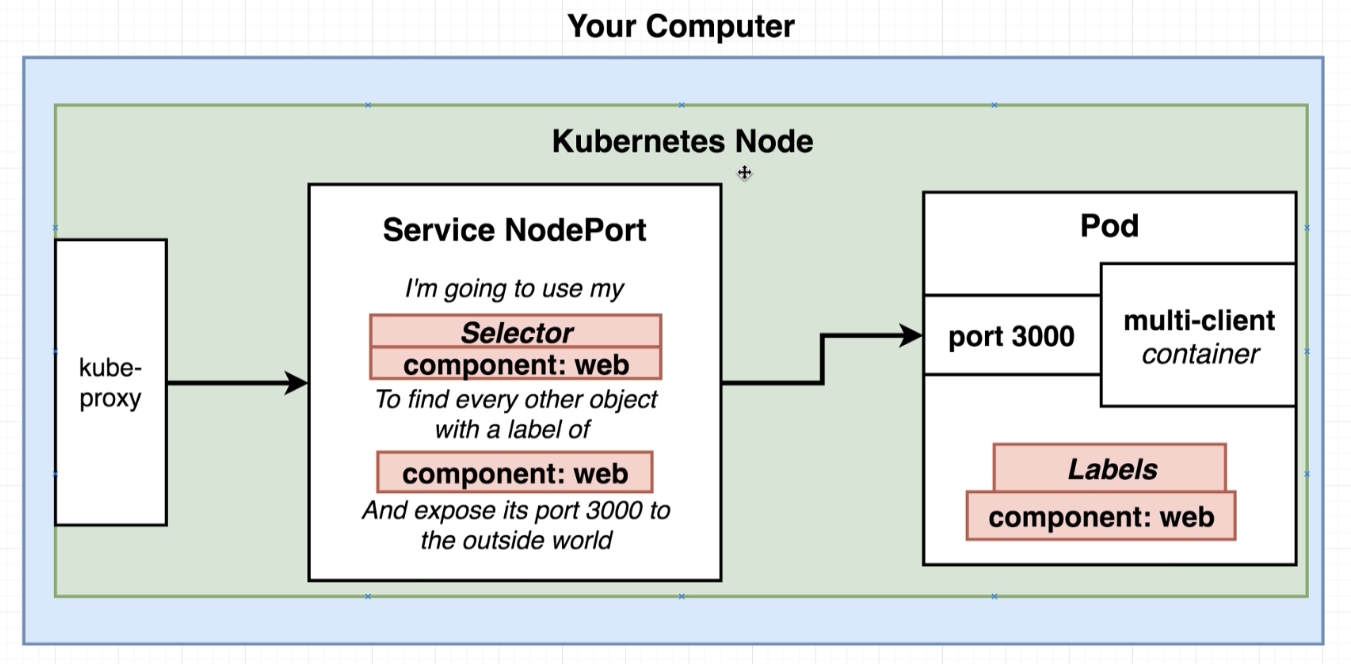 Your Computer
Kubernetes Node
kube-
proxy
Service NodePort
I'm going to use my
Selector
component: web
To find every other object
with a label of
component: web
And expose its port 3000 to
the outside world
Pod
port 3000
multi-client
container
Labels
component: web